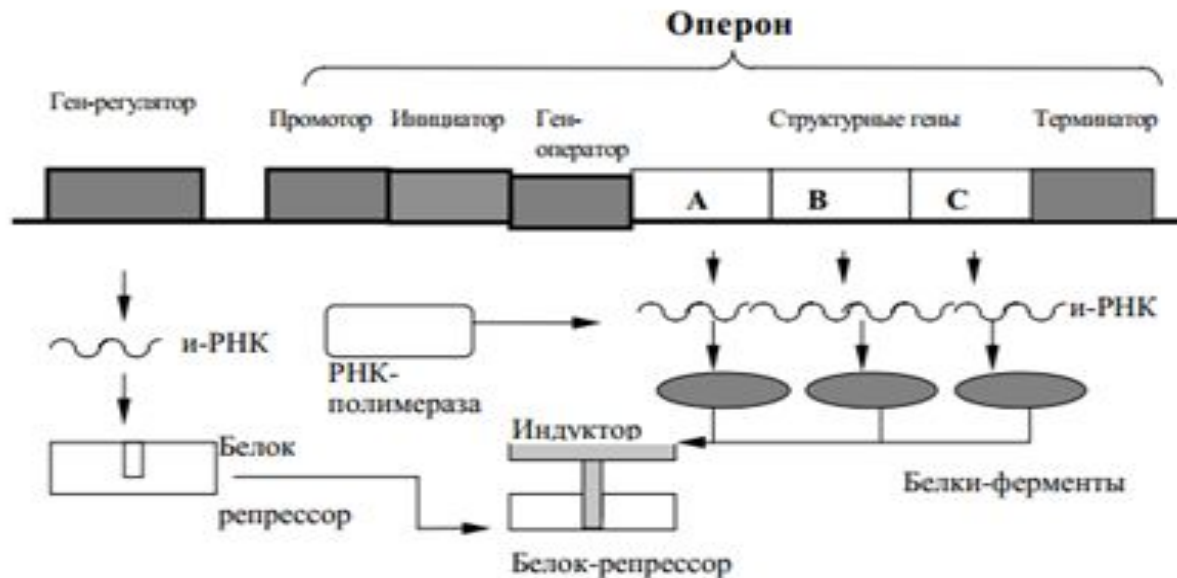 Оперон
Ген-регулятор
Промотор Инициатор Ген-
оператор
Структурные гены
Терминатор
A B C
и-РНК
и-РНК
РНК-
полимераза
Индуктор
Белок
репрессор
Белки-ферменты
Белок-репрессор